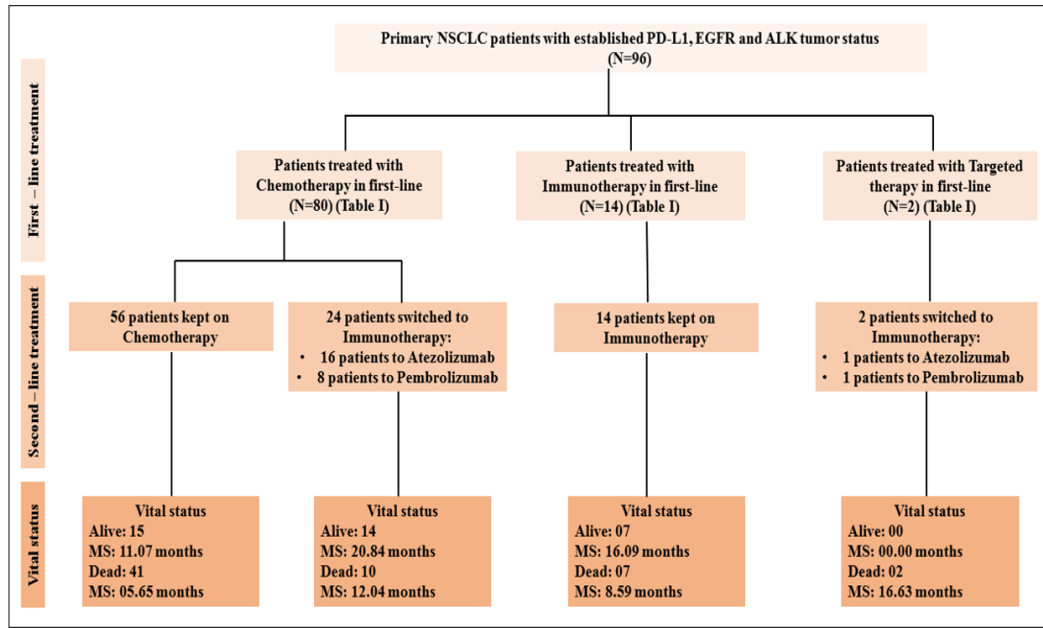 Primary NSCLC patients with established PD-L1, EGFR and ALK tumor status
(N=96)
First – line treatment
Patients treated with
Chemotherapy in first-line
(N=80) (Table I)
Patients treated with
Immunotherapy in first-line
(N=14) (Table I)
Patients treated with Targeted
therapy in first-line
(N=2) (Table I)
Second – line treatment
56 patients kept on
Chemotherapy
24 patients switched to
Immunotherapy:
• 16 patients to Atezolizumab
• 8 patients to Pembrolizumab
14 patients kept on
Immunotherapy
2 patients switched to
Immunotherapy:
• 1 patients to Atezolizumab
• 1 patients to Pembrolizumab
Vital status
Vital status
Alive: 15
MS: 11.07 months
Dead: 41
MS: 05.65 months
Vital status
Alive: 14
MS: 20.84 months
Dead: 10
MS: 12.04 months
Vital status
Alive: 07
MS: 16.09 months
Dead: 07
MS: 8.59 months
Vital status
Alive: 00
MS: 00.00 months
Dead: 02
MS: 16.63 months